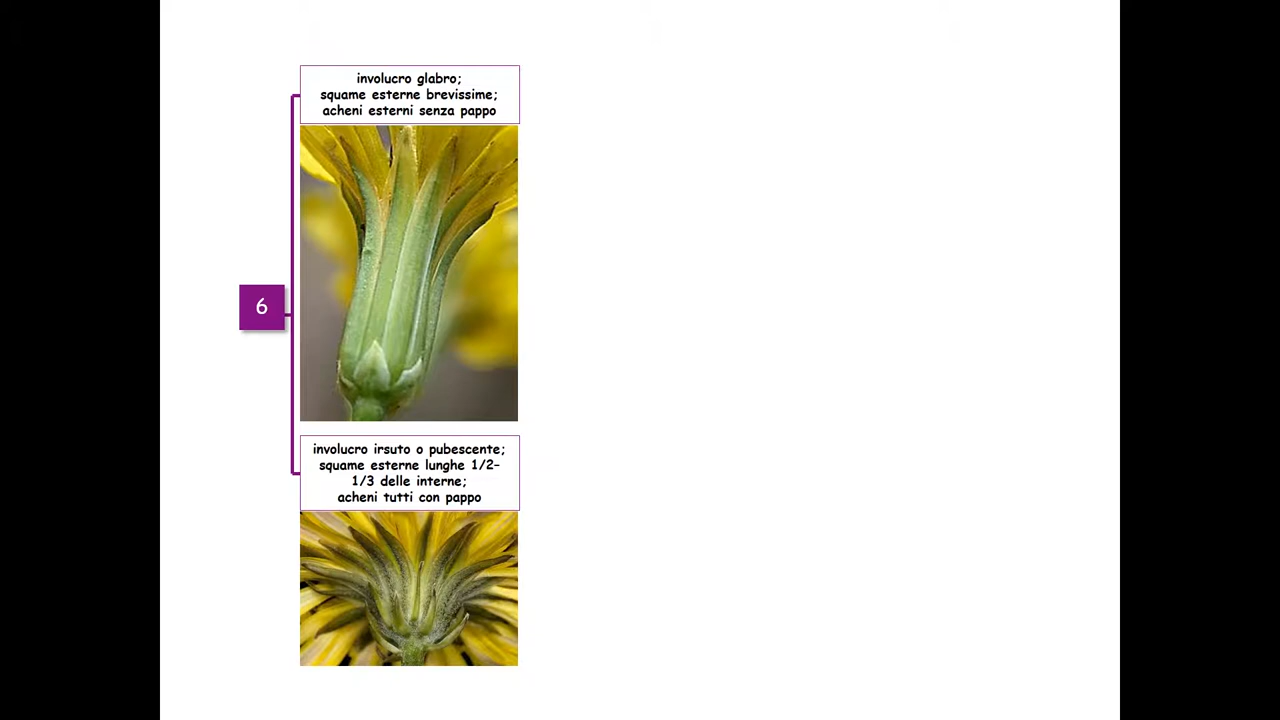 involucro glabro;
squame esterne brevissime;
acheni esterni senza pappo
6
involucro irsuto o pubescente;
squame esterne lunghe 1/2-
1/3 delle interne;
acheni tutti con pappo